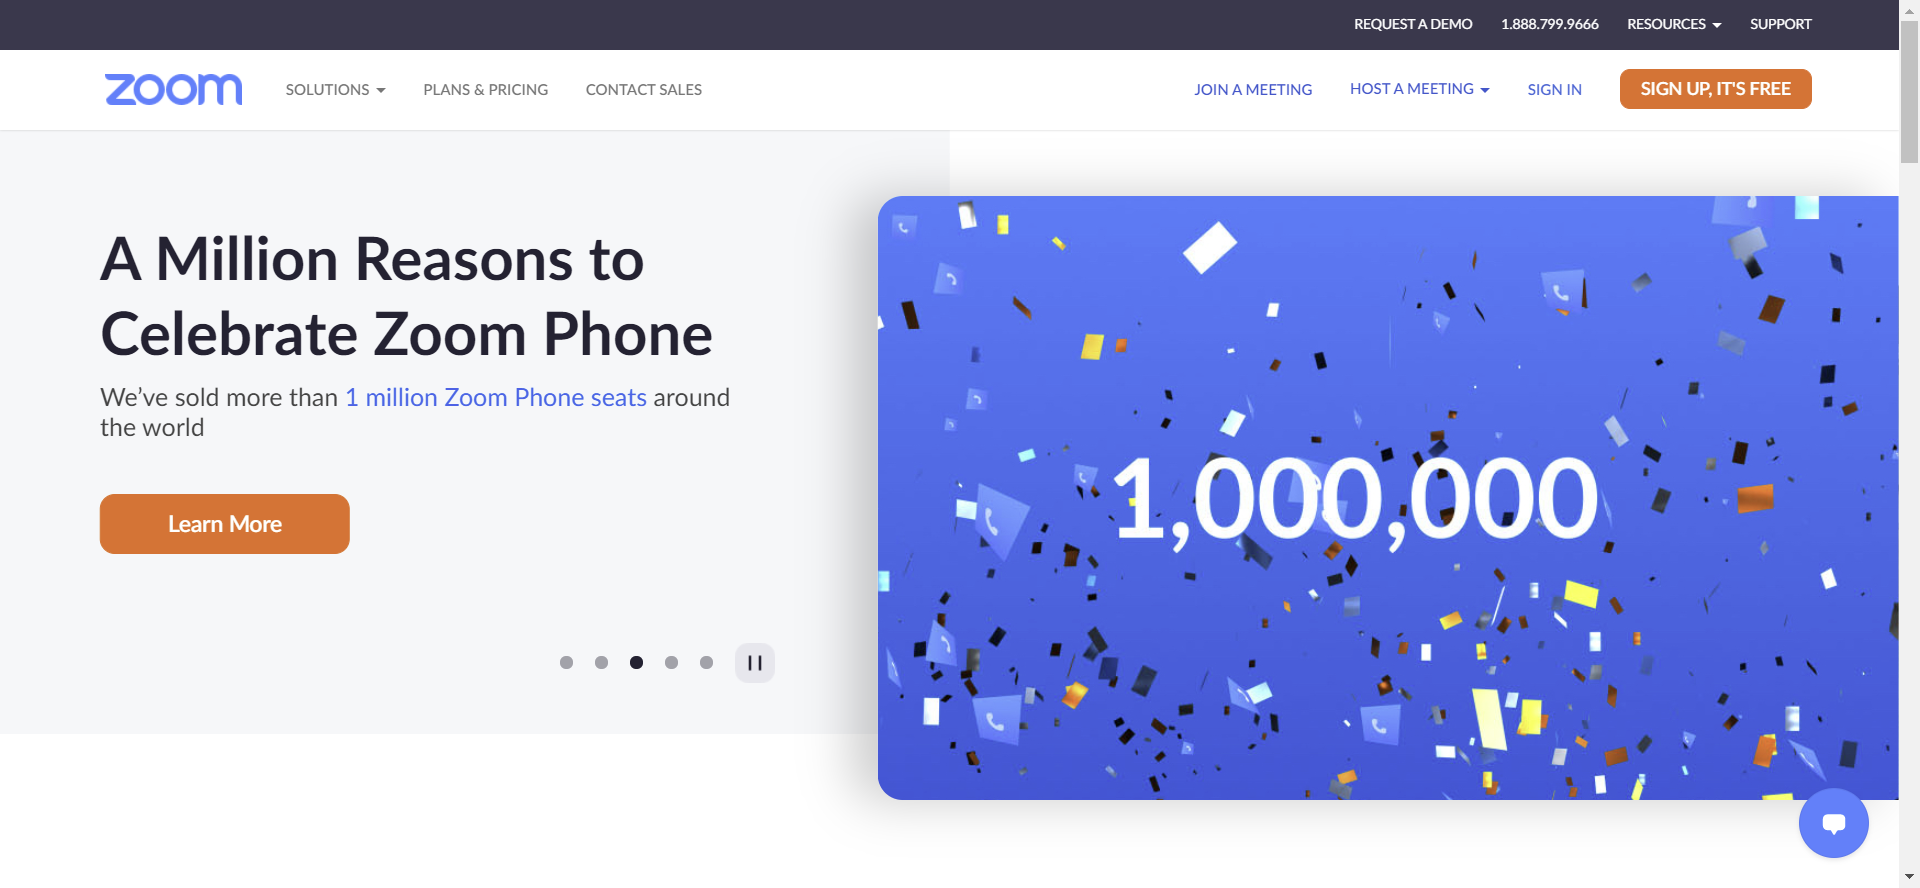 REQUEST A DEMO 1.888.799.9666 RESOURCES SUPPORT
zoom SOLUTIONS PLANS & PRICING CONTACT SALES JOIN A MEETING HOST A MEETING SIGN IN SIGN UP, IT'S FREE
A Million Reasons to
Celebrate Zoom Phone
We’ve sold more than 1 million Zoom Phone seats around
the world
Learn More
1,000,000